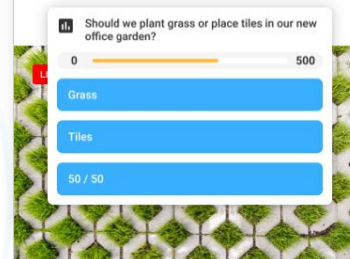 Should we plant grass or place tiles in our new
office garden?
0 500
Grass
Tiles
50 / 50